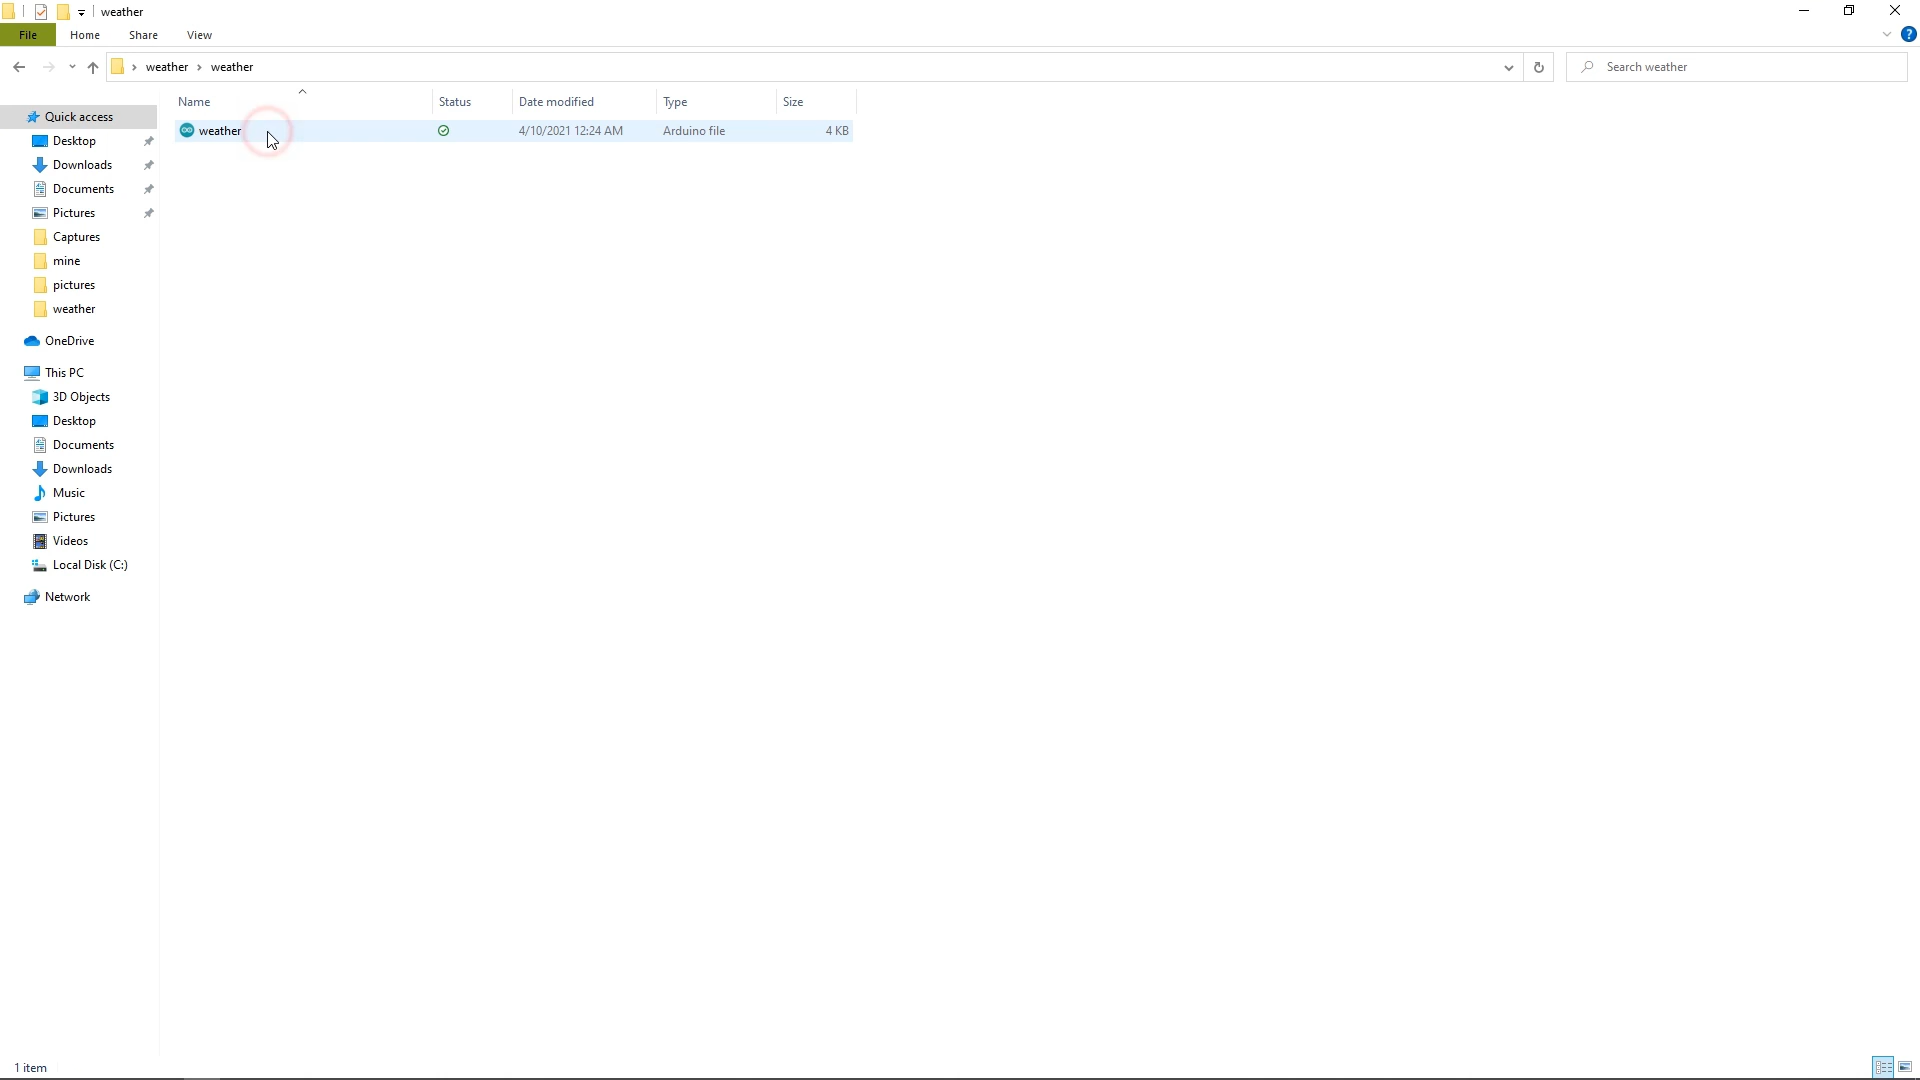 weather
File Home Share View
weather › weather
Search weather
Name Status Date modified Type Size
weather 4/10/2021 12:24 AM Arduino file 4 KB
Quick access
Desktop
Downloads
Documents
Pictures
Captures
mine
pictures
weather
OneDrive
This PC
3D Objects
Desktop
Documents
Downloads
Music
Pictures
Videos
Local Disk (C:)
Network
1 item